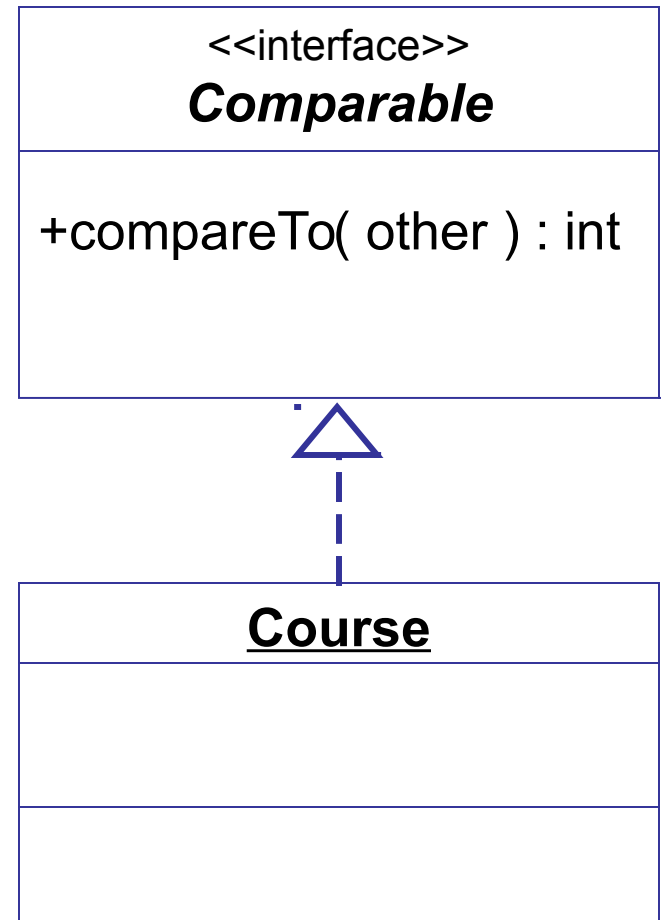 <<interface>>
Comparable
+compareTo( other ) : int
Course